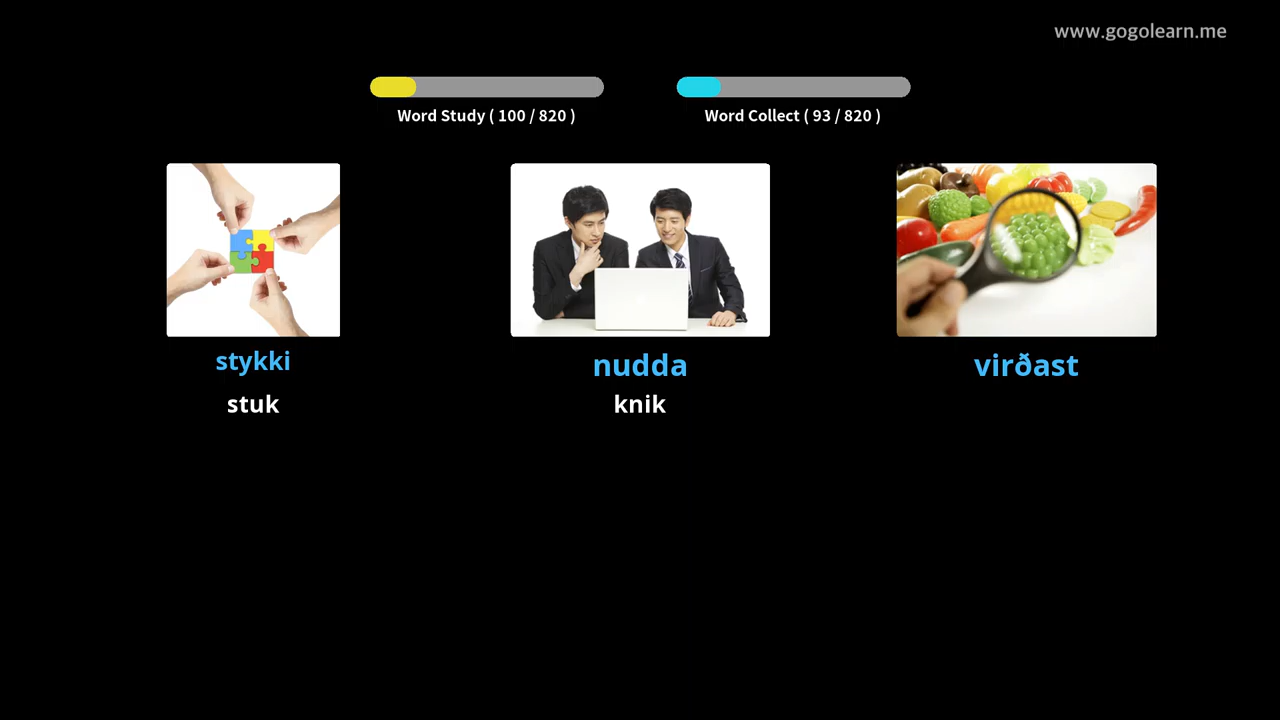 www.gogolearn.me
Word Study ( 100 / 820 )
Word Collect ( 93 / 820 )
stykki
nudda
virðast
stuk
knik